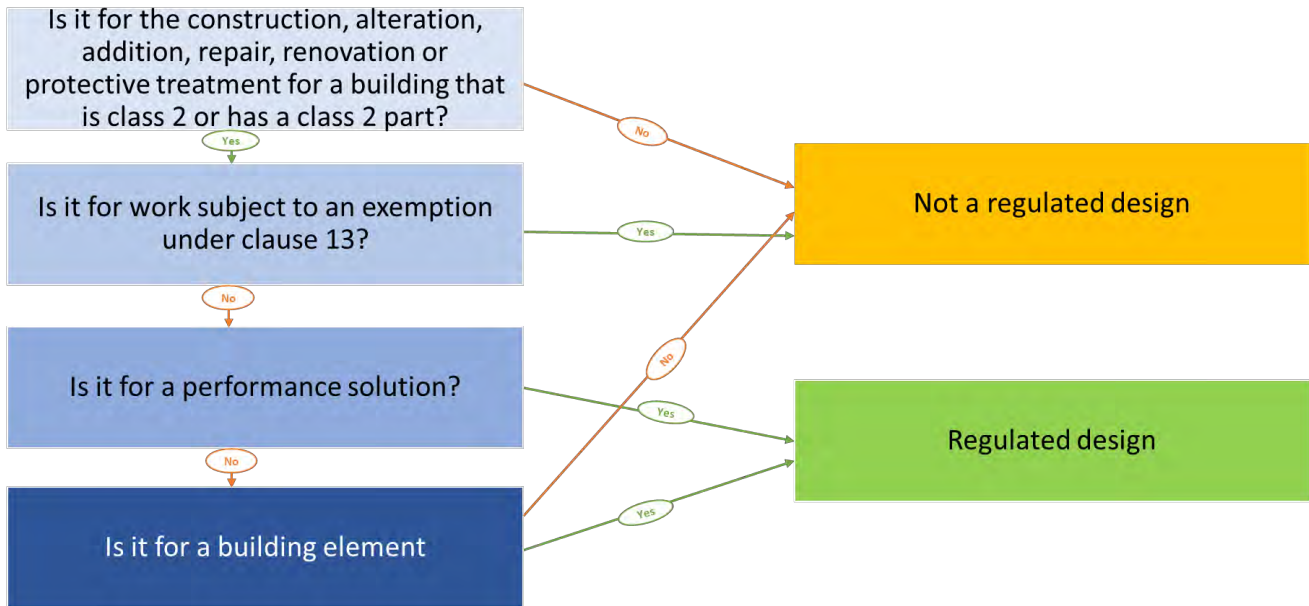 Is it for the construction, alteration,
addition, repair, renovation or
protective treatment for a building that
is class 2 or has a class 2 part?
No
Yes
Not a regulated design
Is it for work subject to an exemption
under clause 13?
Yes
No
Is it for a performance solution?
No
Yes
Regulated design
No
Is it for a building element
Yes